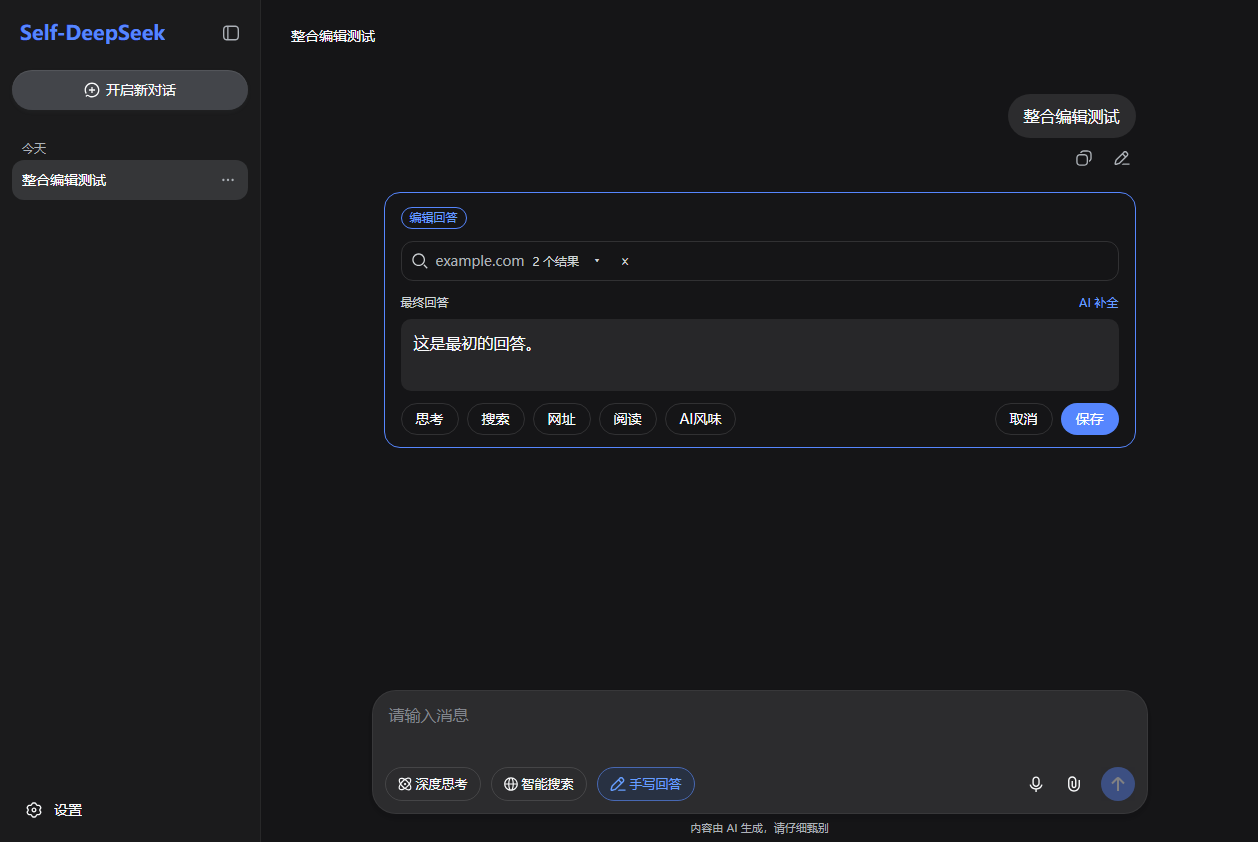 Self-DeepSeek
开启新对话
今天
整合编辑测试
设置
整合编辑测试
整合编辑测试
编辑回答
example.com 2 个结果
最终回答 AI 补全
这是最初的回答。
思考 搜索 网址 阅读 AI风味 取消 保存
请输入消息
深度思考 智能搜索 手写回答
内容由 AI 生成，请仔细甄别